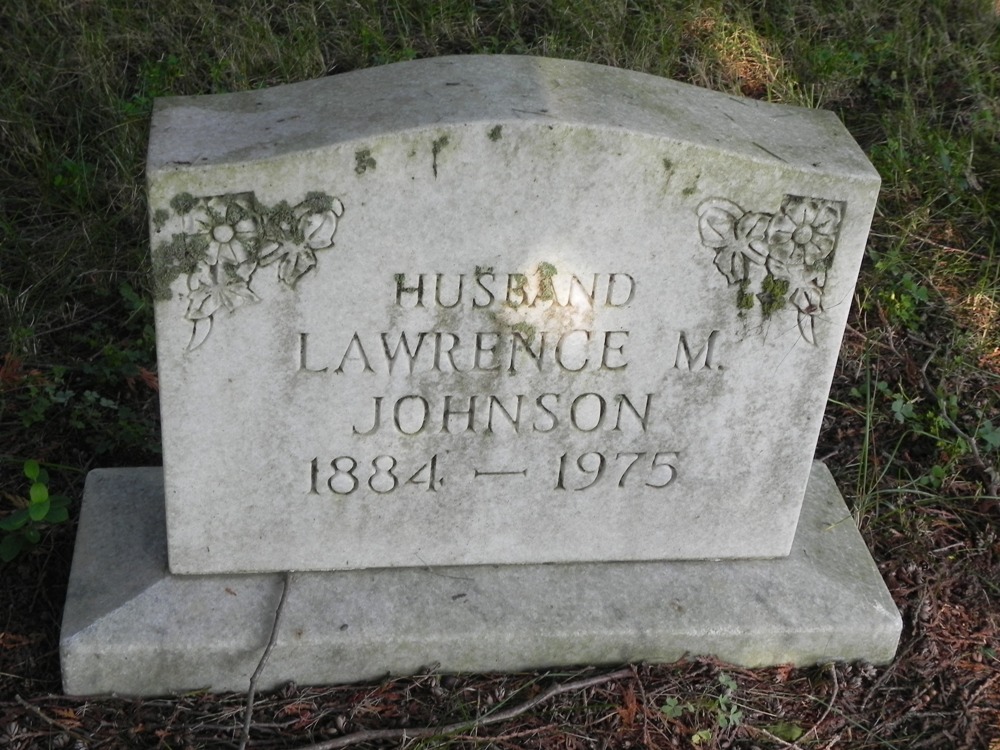 HUSBAND
LAWRENCE M.
JOHNSON
1884 — 1975